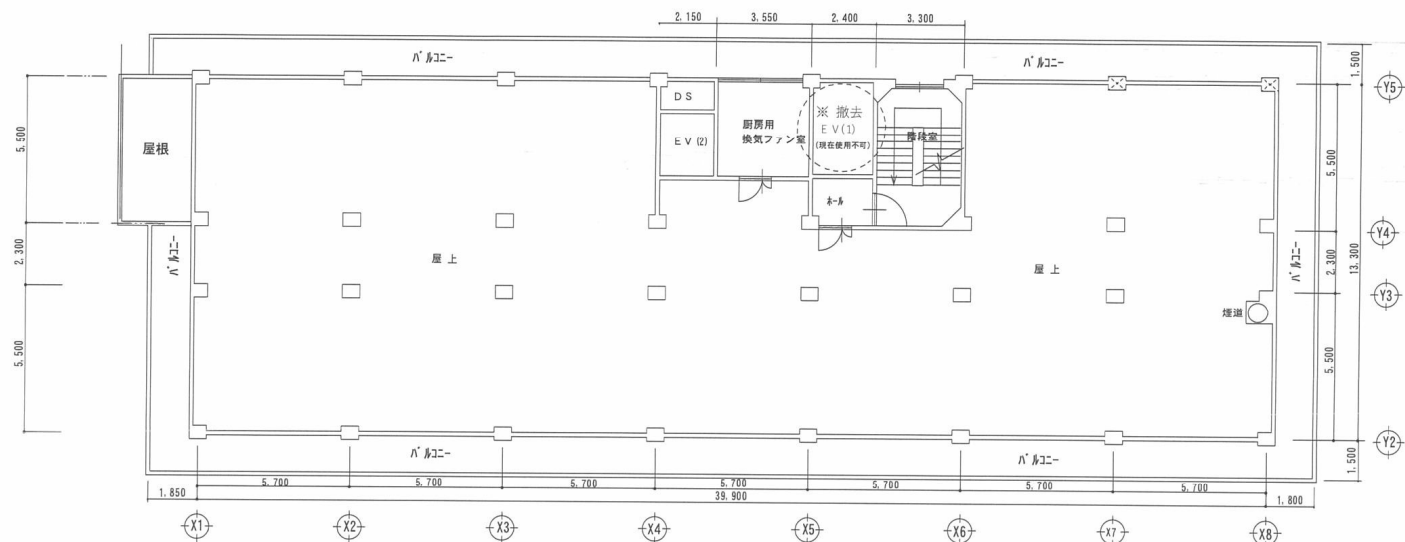 2.150 3.550 2.400 3.300
バルコニー バルコニー
1.500
Y5
DS
EV(2)
厨房用
換気ファン室
※ 撤去
EV(1)
(現在使用不可)
階段室
屋根
5.500
5.500
ホール
Y4
バルコニー
2.300
屋上
屋上
バルコニー
2.300
13.300
Y3
煙道
5.500
5.500
Y2
バルコニー バルコニー
1.500
5.700 5.700 5.700 5.700 5.700 5.700 5.700
1.850 39.900 1.800
X1 X2 X3 X4 X5 X6 X7 X8